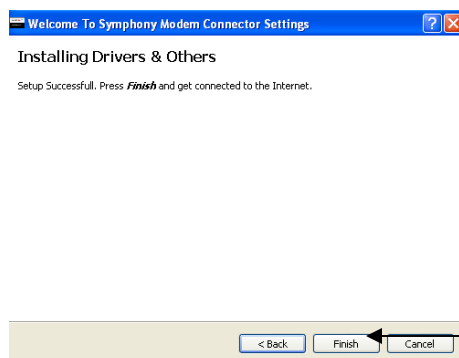 Welcome To Symphony Modem Connector Settings
Installing Drivers & Others
Setup Successfull. Press Finish and get connected to the Internet.
< Back Finish Cancel